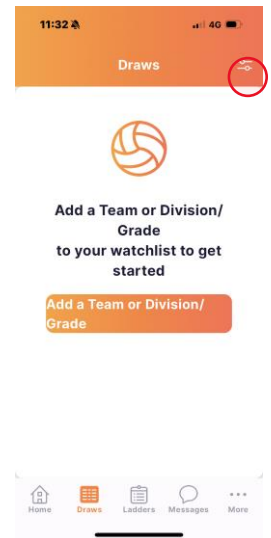 11:32
4G
Draws
Add a Team or Division/
Grade
to your watchlist to get
started
Add a Team or Division/
Grade
Home Draws Ladders Messages More